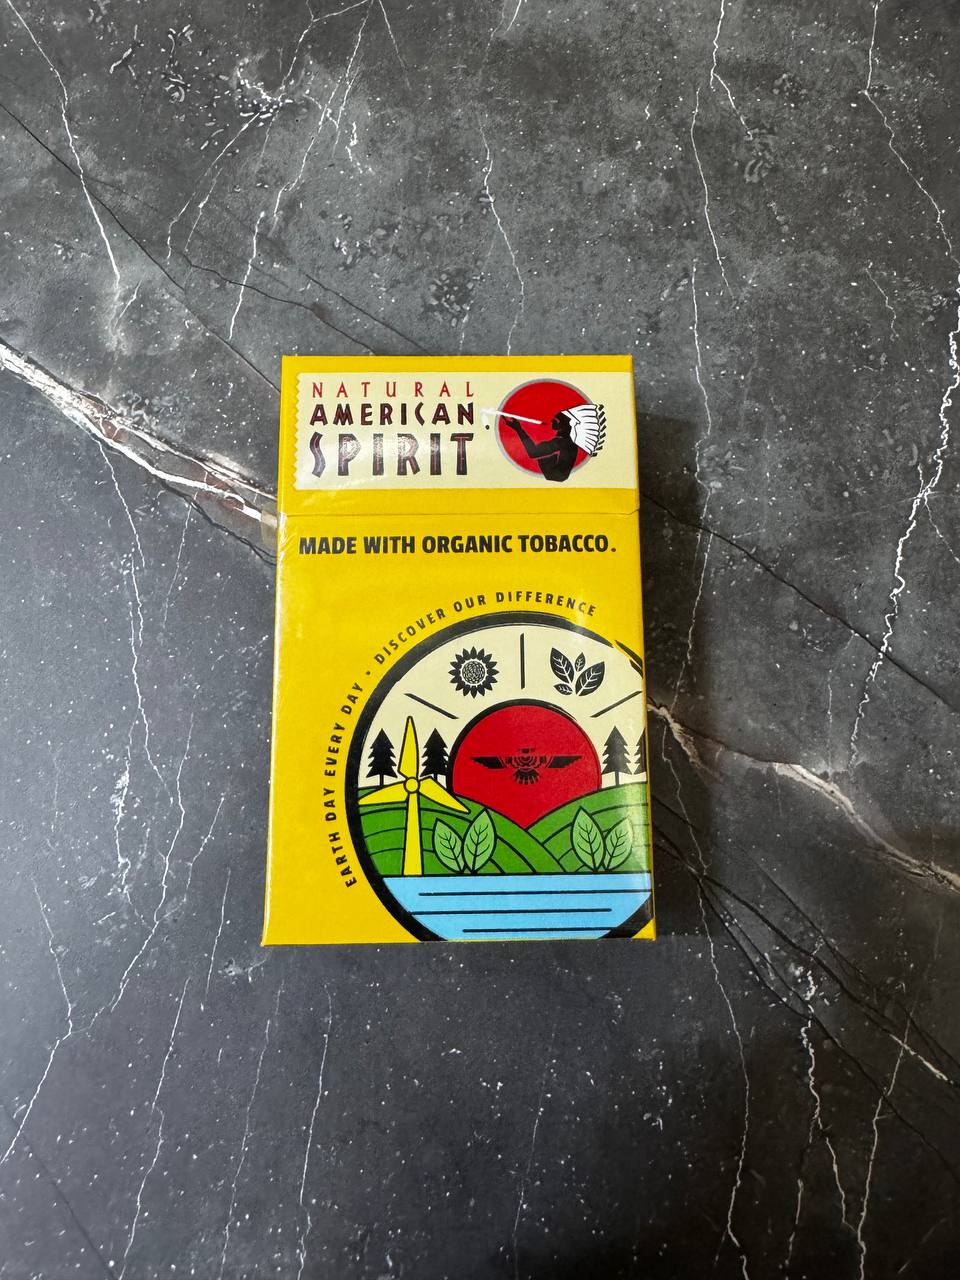 NATURAL
AMERICAN
SPIRIT
MADE WITH ORGANIC TOBACCO.
EARTH DAY EVERY DAY • DISCOVER OUR DIFFERENCE